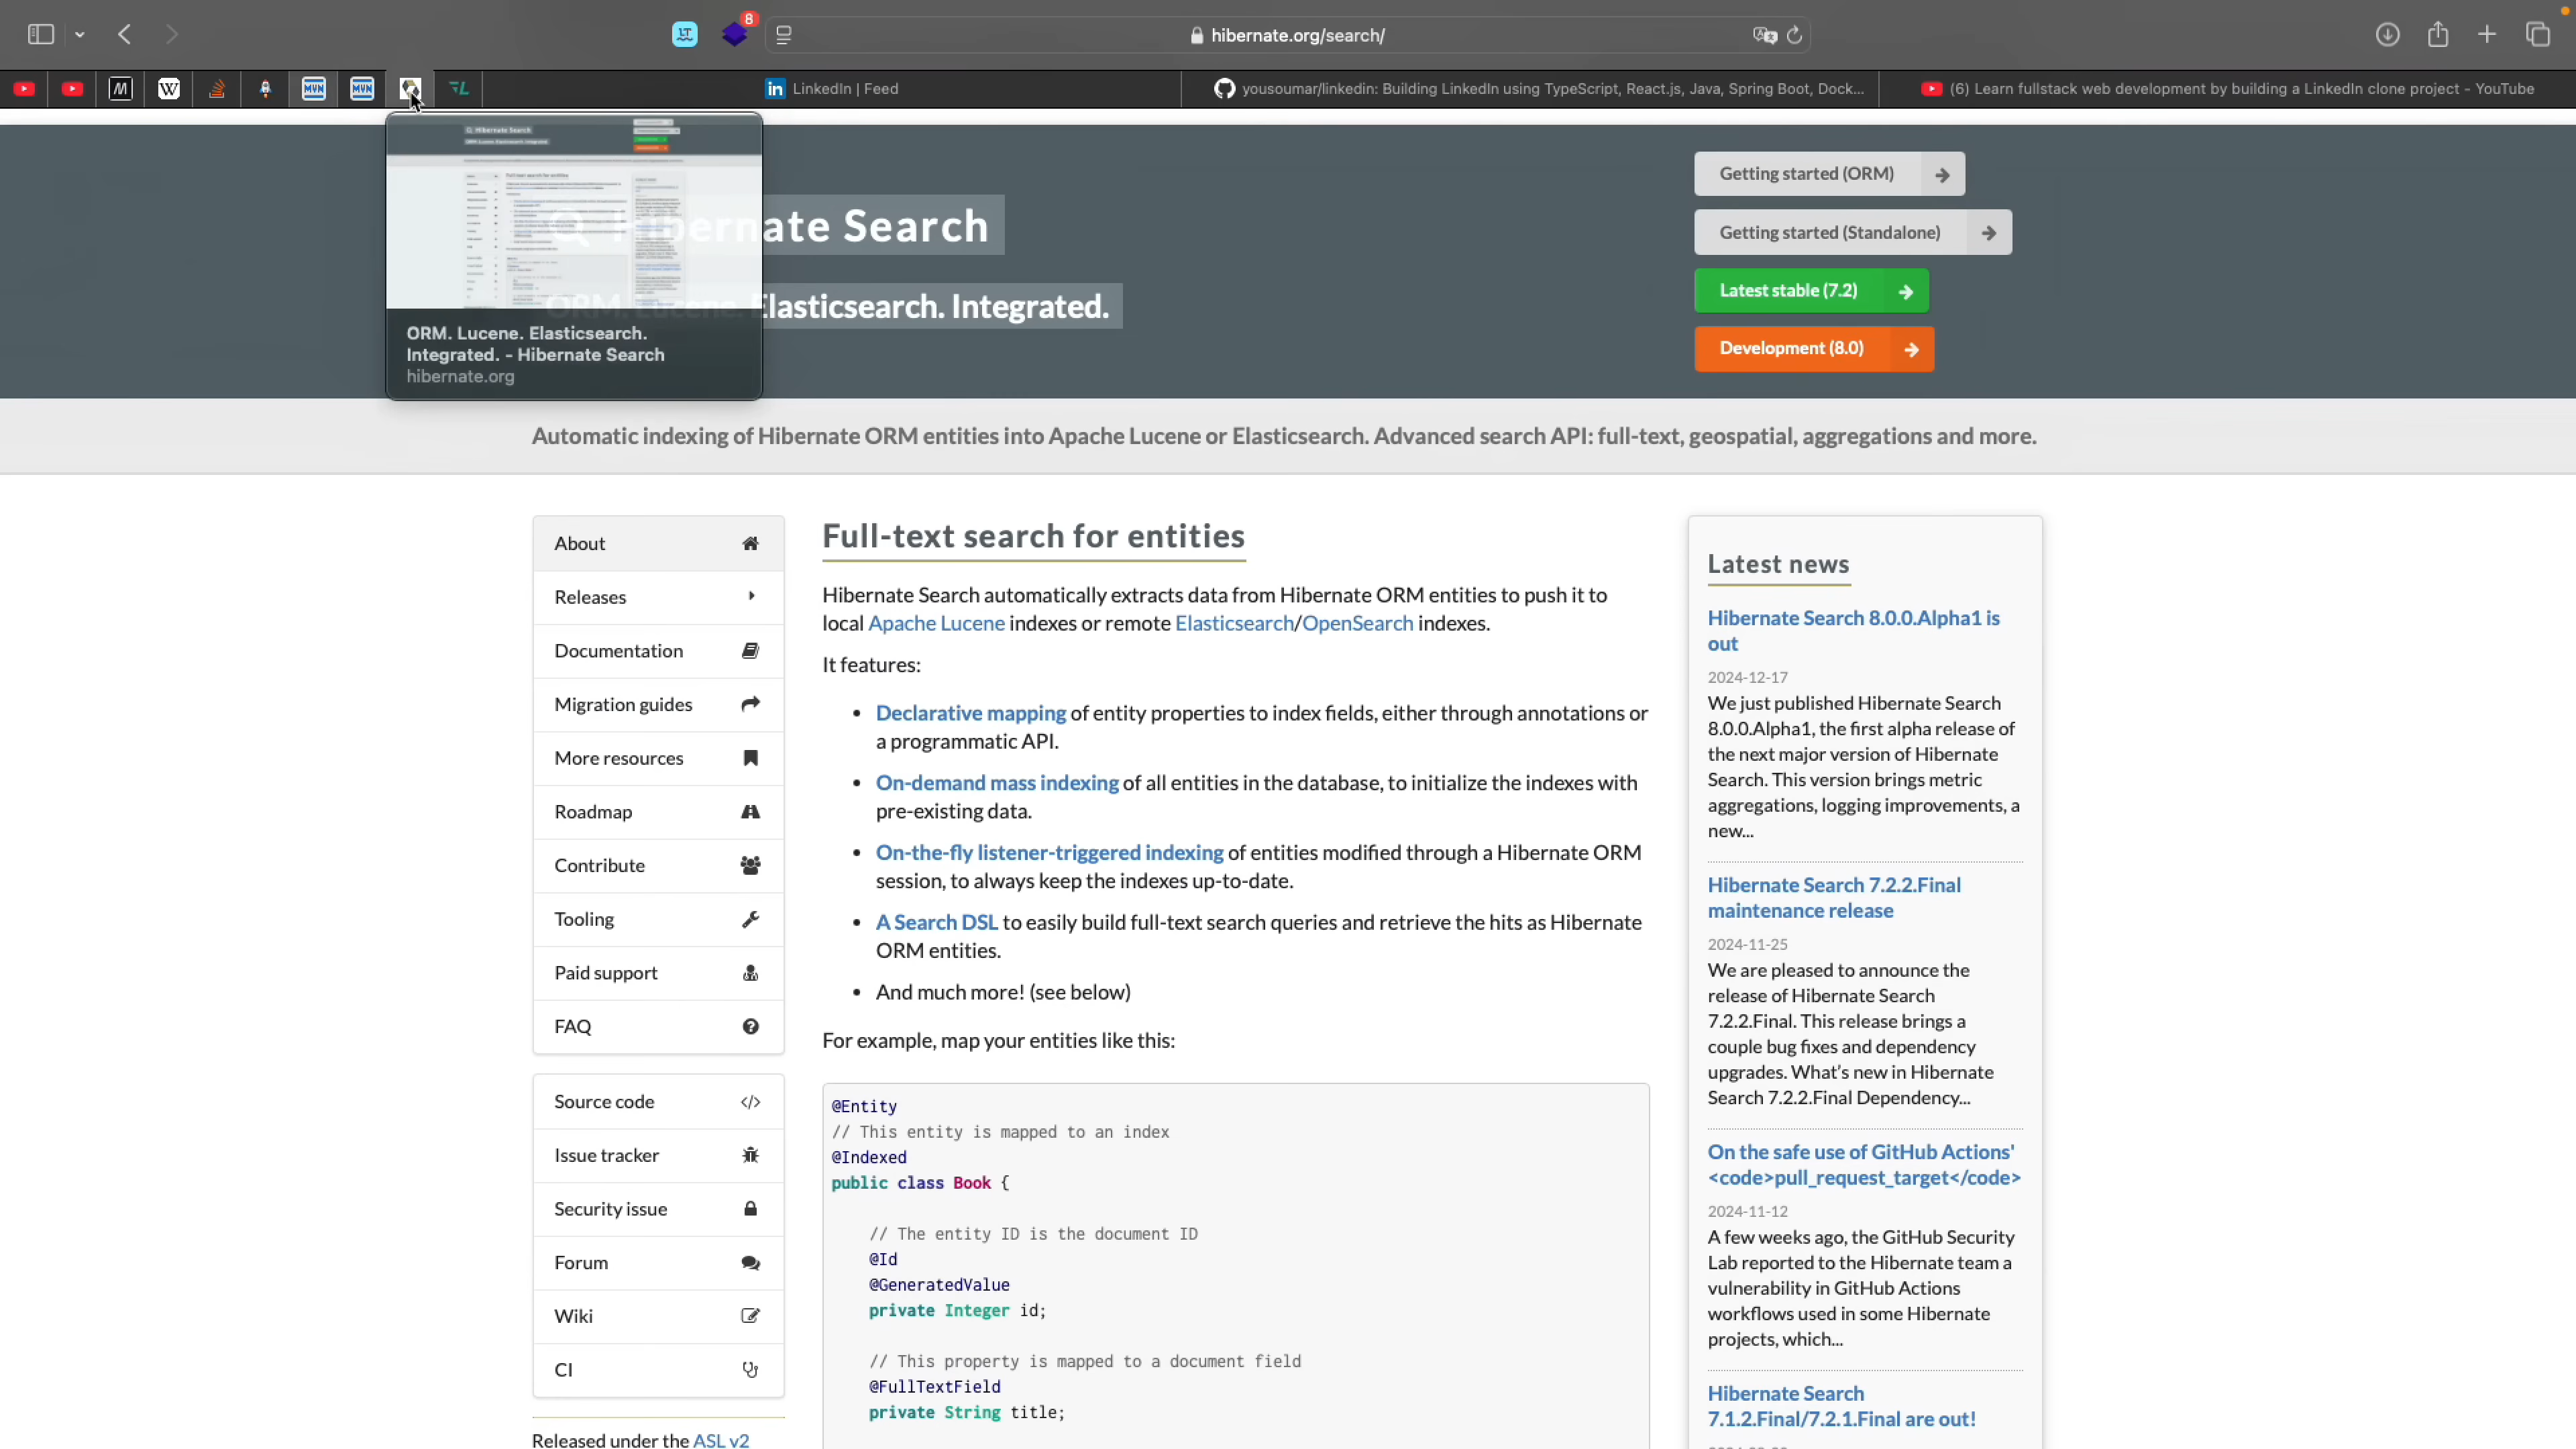 LT
8
hibernate.org/search/
M
W
MVN
MVN
LinkedIn | Feed
yousoumar/linkedin: Building LinkedIn using TypeScript, React.js, Java, Spring Boot, Dock...
(6) Learn fullstack web development by building a LinkedIn clone project - YouTube
Hibernate Search
ORM. Lucene. Elasticsearch. Integrated.
ORM. Lucene. Elasticsearch.
Integrated. - Hibernate Search
hibernate.org
Getting started (ORM)
Getting started (Standalone)
Latest stable (7.2)
Development (8.0)
Automatic indexing of Hibernate ORM entities into Apache Lucene or Elasticsearch. Advanced search API: full-text, geospatial, aggregations and more.
About
Releases
Documentation
Migration guides
More resources
Roadmap
Contribute
Tooling
Paid support
FAQ
Source code
Issue tracker
Security issue
Forum
Wiki
CI
Released under the ASL v2
Full-text search for entities
Hibernate Search automatically extracts data from Hibernate ORM entities to push it to
local Apache Lucene indexes or remote Elasticsearch/OpenSearch indexes.
It features:
• Declarative mapping of entity properties to index fields, either through annotations or
a programmatic API.
• On-demand mass indexing of all entities in the database, to initialize the indexes with
pre-existing data.
• On-the-fly listener-triggered indexing of entities modified through a Hibernate ORM
session, to always keep the indexes up-to-date.
• A Search DSL to easily build full-text search queries and retrieve the hits as Hibernate
ORM entities.
• And much more! (see below)
For example, map your entities like this:
@Entity
// This entity is mapped to an index
@Indexed
public class Book {
// The entity ID is the document ID
@Id
@GeneratedValue
private Integer id;
// This property is mapped to a document field
@FullTextField
private String title;
Latest news
Hibernate Search 8.0.0.Alpha1 is
out
2024-12-17
We just published Hibernate Search
8.0.0.Alpha1, the first alpha release of
the next major version of Hibernate
Search. This version brings metric
aggregations, logging improvements, a
new...
Hibernate Search 7.2.2.Final
maintenance release
2024-11-25
We are pleased to announce the
release of Hibernate Search
7.2.2.Final. This release brings a
couple bug fixes and dependency
upgrades. What's new in Hibernate
Search 7.2.2.Final Dependency...
On the safe use of GitHub Actions'
<code>pull_request_target</code>
2024-11-12
A few weeks ago, the GitHub Security
Lab reported to the Hibernate team a
vulnerability in GitHub Actions
workflows used in some Hibernate
projects, which...
Hibernate Search
7.1.2.Final/7.2.1.Final are out!